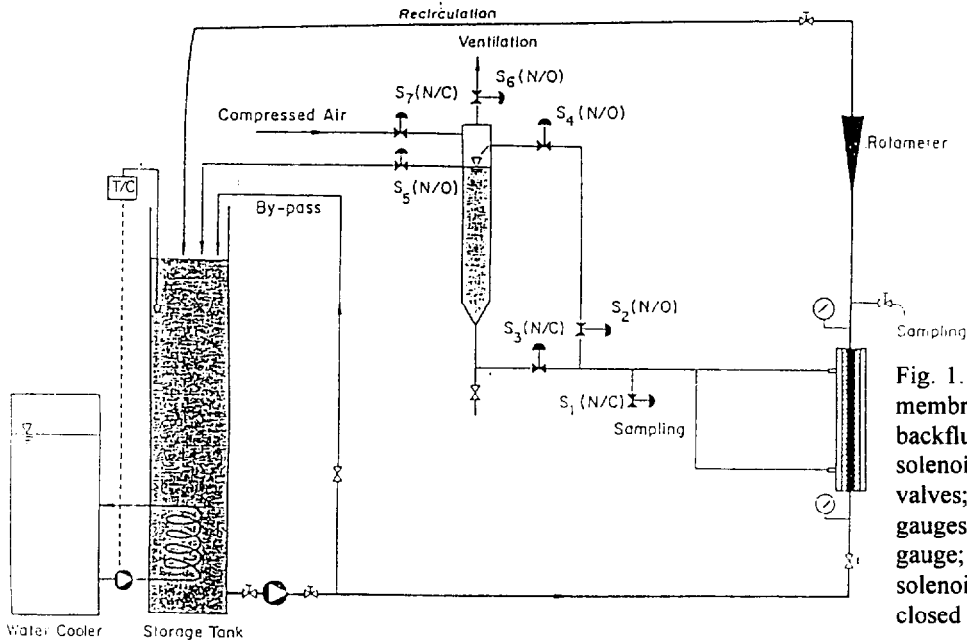 Recirculation
Ventilation
S6 (N/O)
S7 (N/C)
Compressed Air
S4 (N/O)
Rotameter
T/C
S5 (N/O)
By-pass
S2 (N/O)
S3 (N/C)
Sampling
S1 (N/C)
Sampling
Fig. 1.
membr
backflu
solenoi
valves;
gauges
gauge;
solenoi
closed
Water Cooler
Storage Tank